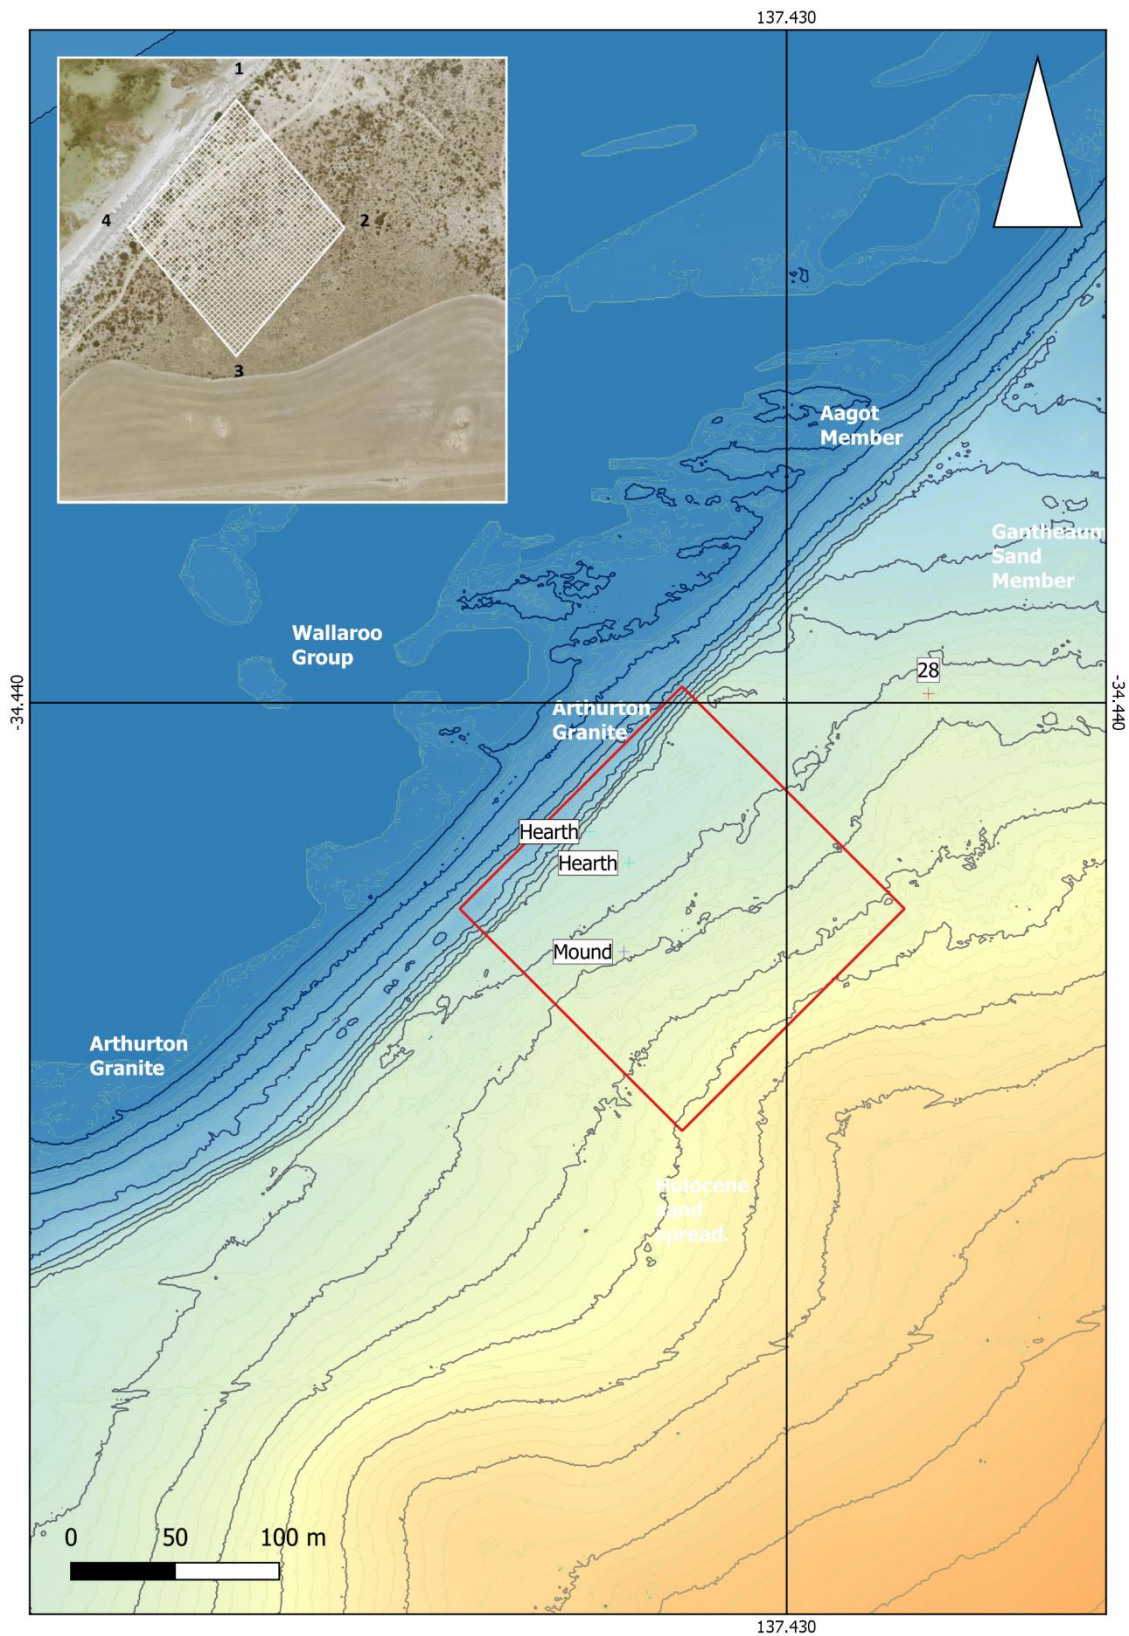 137.430
1
4
2
3
Aagot
Member
Gantheaum
Sand
Member
Wallaroo
Group
28
-34.440
-34.440
Arthurton
Granite
Hearth
Hearth
Mound
Arthurton
Granite
Holocene
sand
spread.
0 50 100 m
137.430